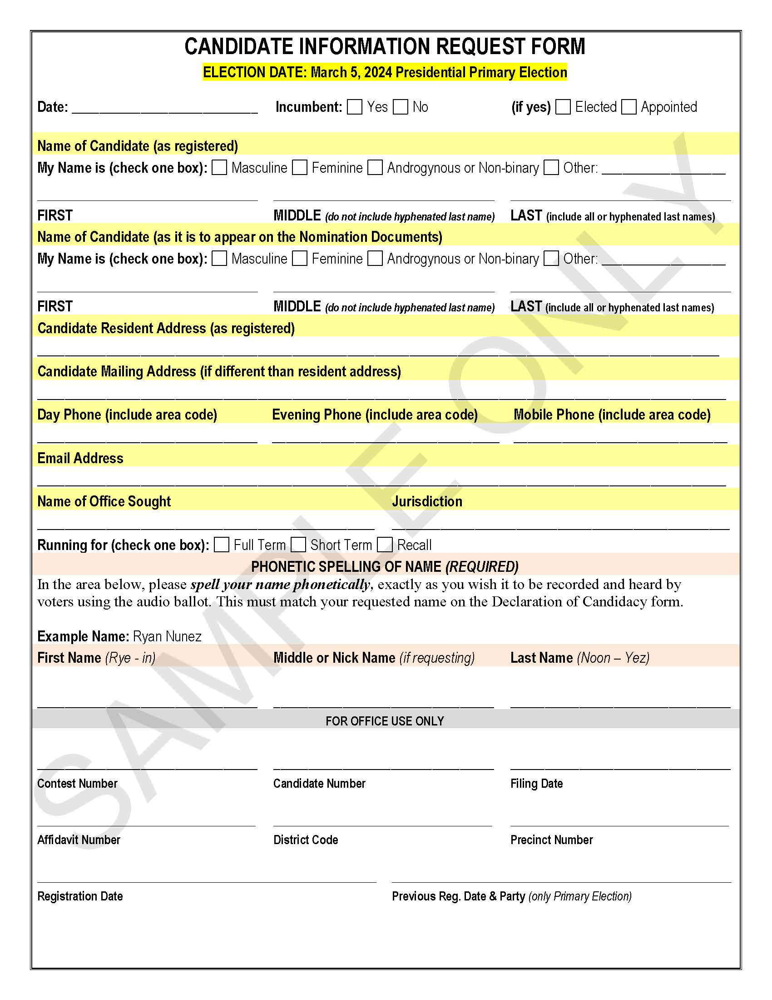 CANDIDATE INFORMATION REQUEST FORM
ELECTION DATE: March 5, 2024 Presidential Primary Election
Date: Incumbent: Yes No (if yes) Elected Appointed
Name of Candidate (as registered)
My Name is (check one box): Masculine Feminine Androgynous or Non-binary Other:
FIRST MIDDLE (do not include hyphenated last name) LAST (include all or hyphenated last names)
Name of Candidate (as it is to appear on the Nomination Documents)
My Name is (check one box): Masculine Feminine Androgynous or Non-binary Other:
FIRST MIDDLE (do not include hyphenated last name) LAST (include all or hyphenated last names)
Candidate Resident Address (as registered)
Candidate Mailing Address (if different than resident address)
Day Phone (include area code) Evening Phone (include area code) Mobile Phone (include area code)
Email Address
Name of Office Sought Jurisdiction
Running for (check one box): Full Term Short Term Recall
PHONETIC SPELLING OF NAME (REQUIRED)
In the area below, please spell your name phonetically, exactly as you wish it to be recorded and heard by
voters using the audio ballot. This must match your requested name on the Declaration of Candidacy form.
Example Name: Ryan Nunez
First Name (Rye - in) Middle or Nick Name (if requesting) Last Name (Noon – Yez)
FOR OFFICE USE ONLY
Contest Number Candidate Number Filing Date
Affidavit Number District Code Precinct Number
Registration Date Previous Reg. Date & Party (only Primary Election)
SAMPLE ONLY